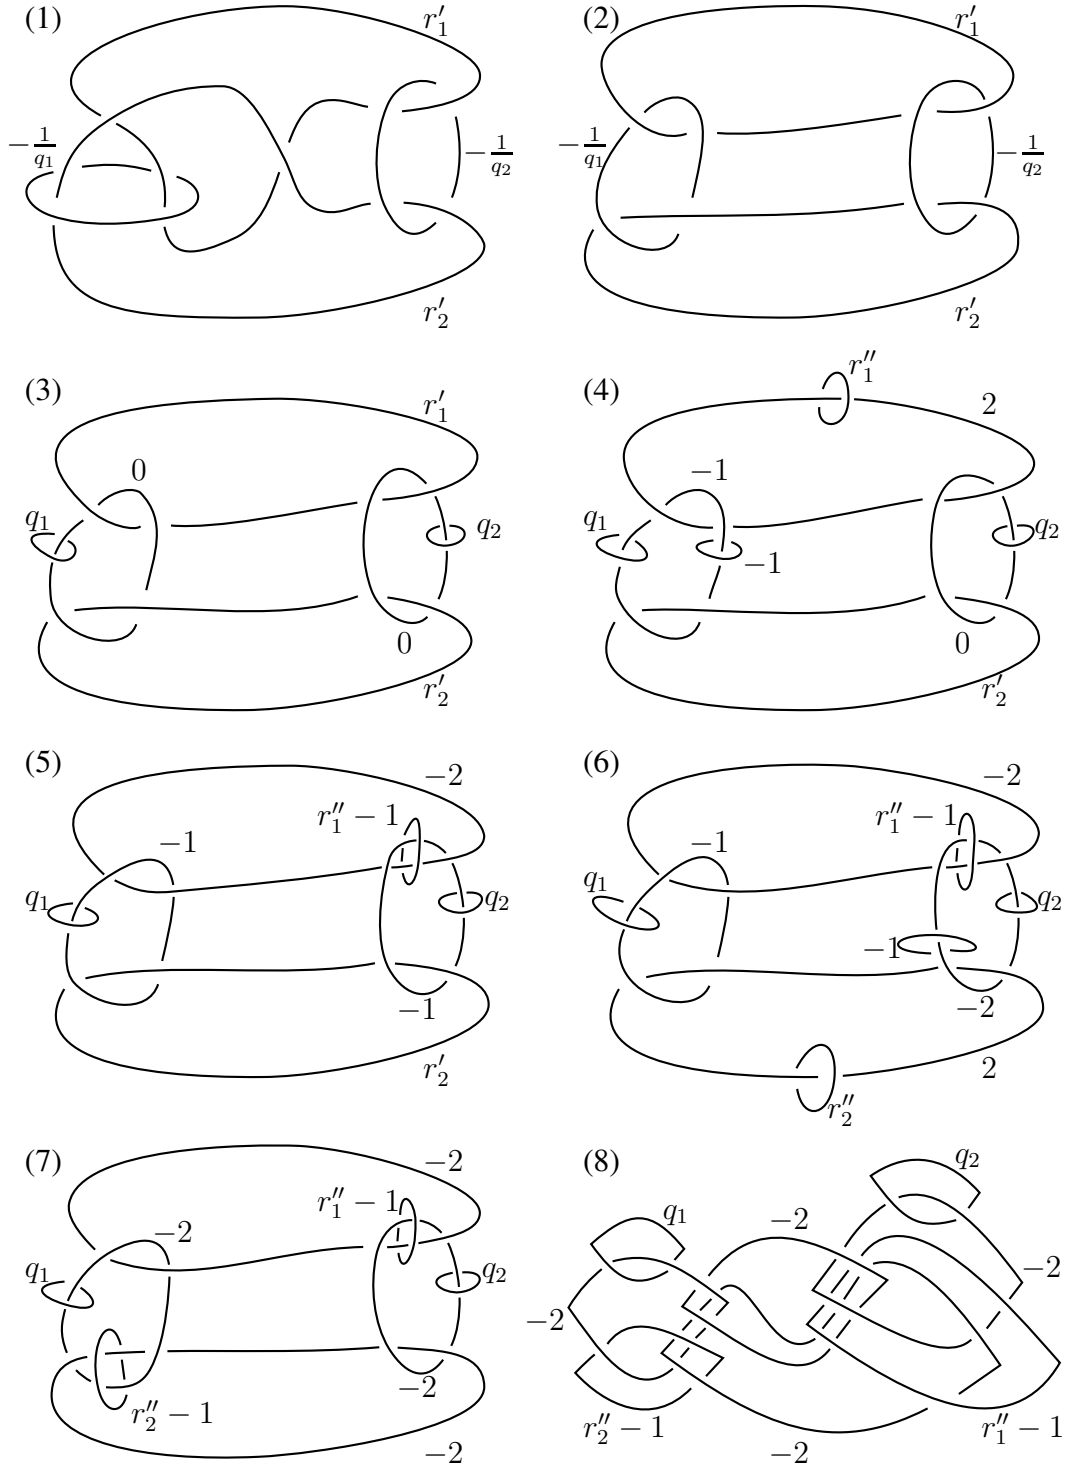 (1) r′₁ (2) r′₁
−1/q₁ −1/q₂ −1/q₁ −1/q₂
r′₂ r′₂
(3) r′₁ (4) r″₁ 2
0 −1
q₁ q₂ q₁ −1 q₂
0 0
r′₂ r′₂
(5) −2 (6) −2
r″₁ − 1 r″₁ − 1
−1 −1
q₁ q₂ q₁ q₂
−1
−1 −2
r′₂ 2
r″₂
(7) −2 (8) q₂
r″₁ − 1 q₁ −2
−2
q₁ q₂ −2
−2
−2
r″₂ − 1 r″₂ − 1 r″₁ − 1
−2 −2